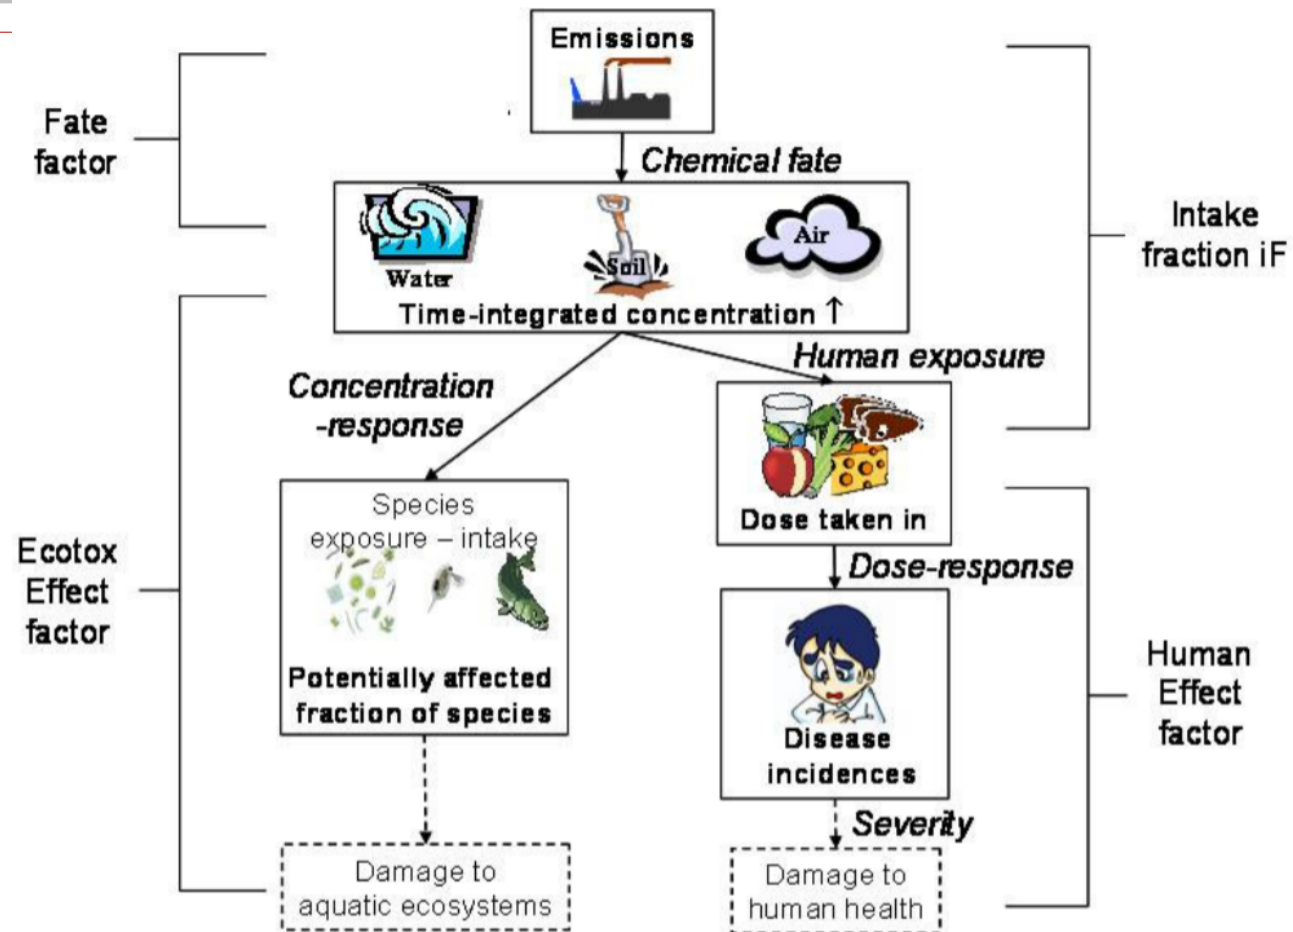 Emissions
Fate
factor
Chemical fate
Water
Soil
Air
Time-integrated concentration ↑
Intake
fraction iF
Human exposure
Concentration
-response
Species
exposure – intake
Potentially affected
fraction of species
Dose taken in
Dose-response
Ecotox
Effect
factor
Disease
incidences
Human
Effect
factor
Severity
Damage to
aquatic ecosystems
Damage to
human health